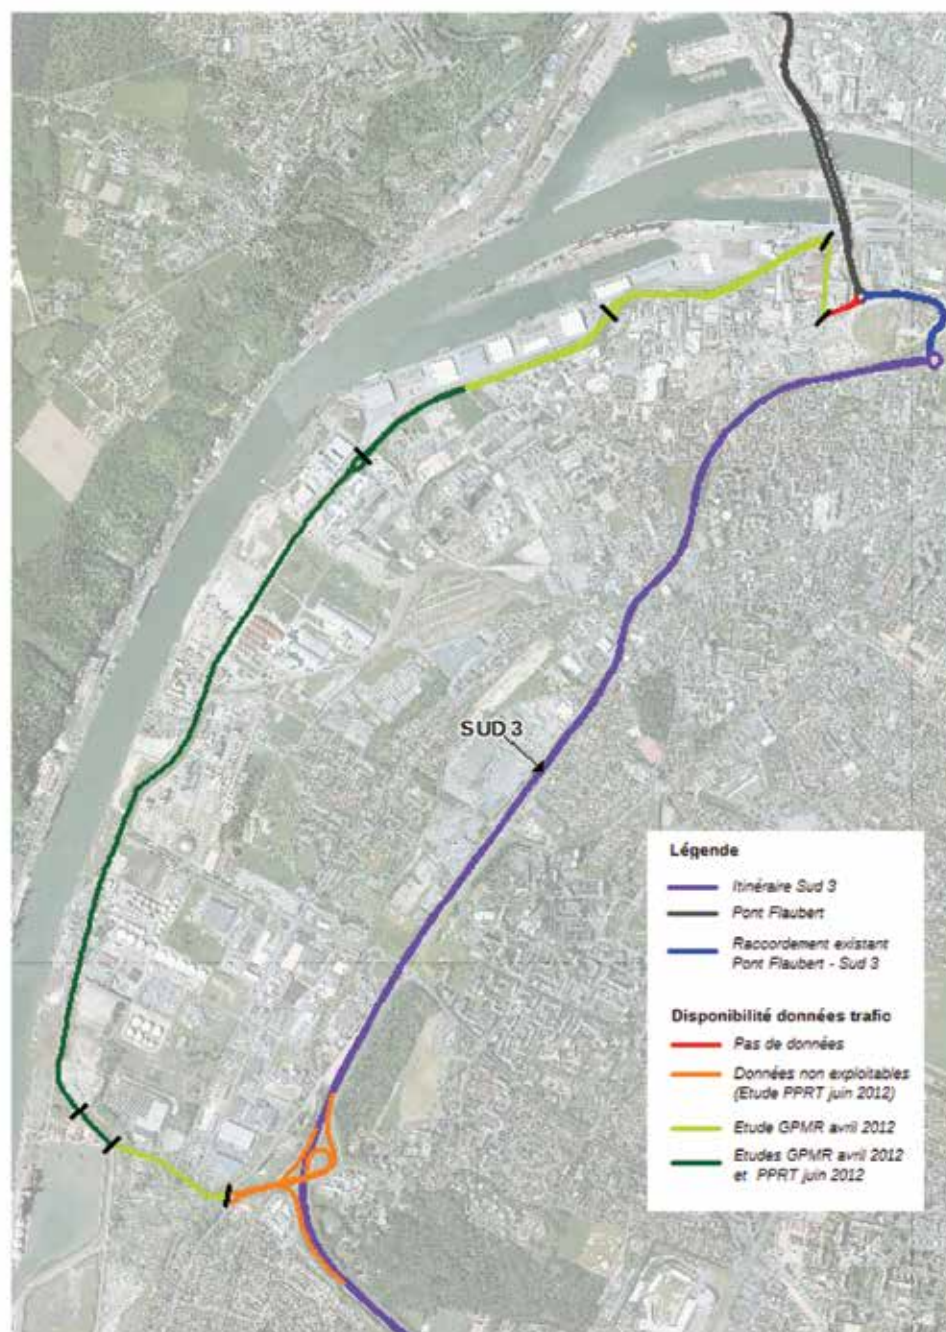 SUD 3
Légende
Itinéraire Sud 3
Pont Flaubert
Raccordement existant
Pont Flaubert - Sud 3
Disponibilité données trafic
Pas de données
Données non exploitables
(Etude PPRT juin 2012)
Etude GPMR avril 2012
Etudes GPMR avril 2012
et PPRT juin 2012